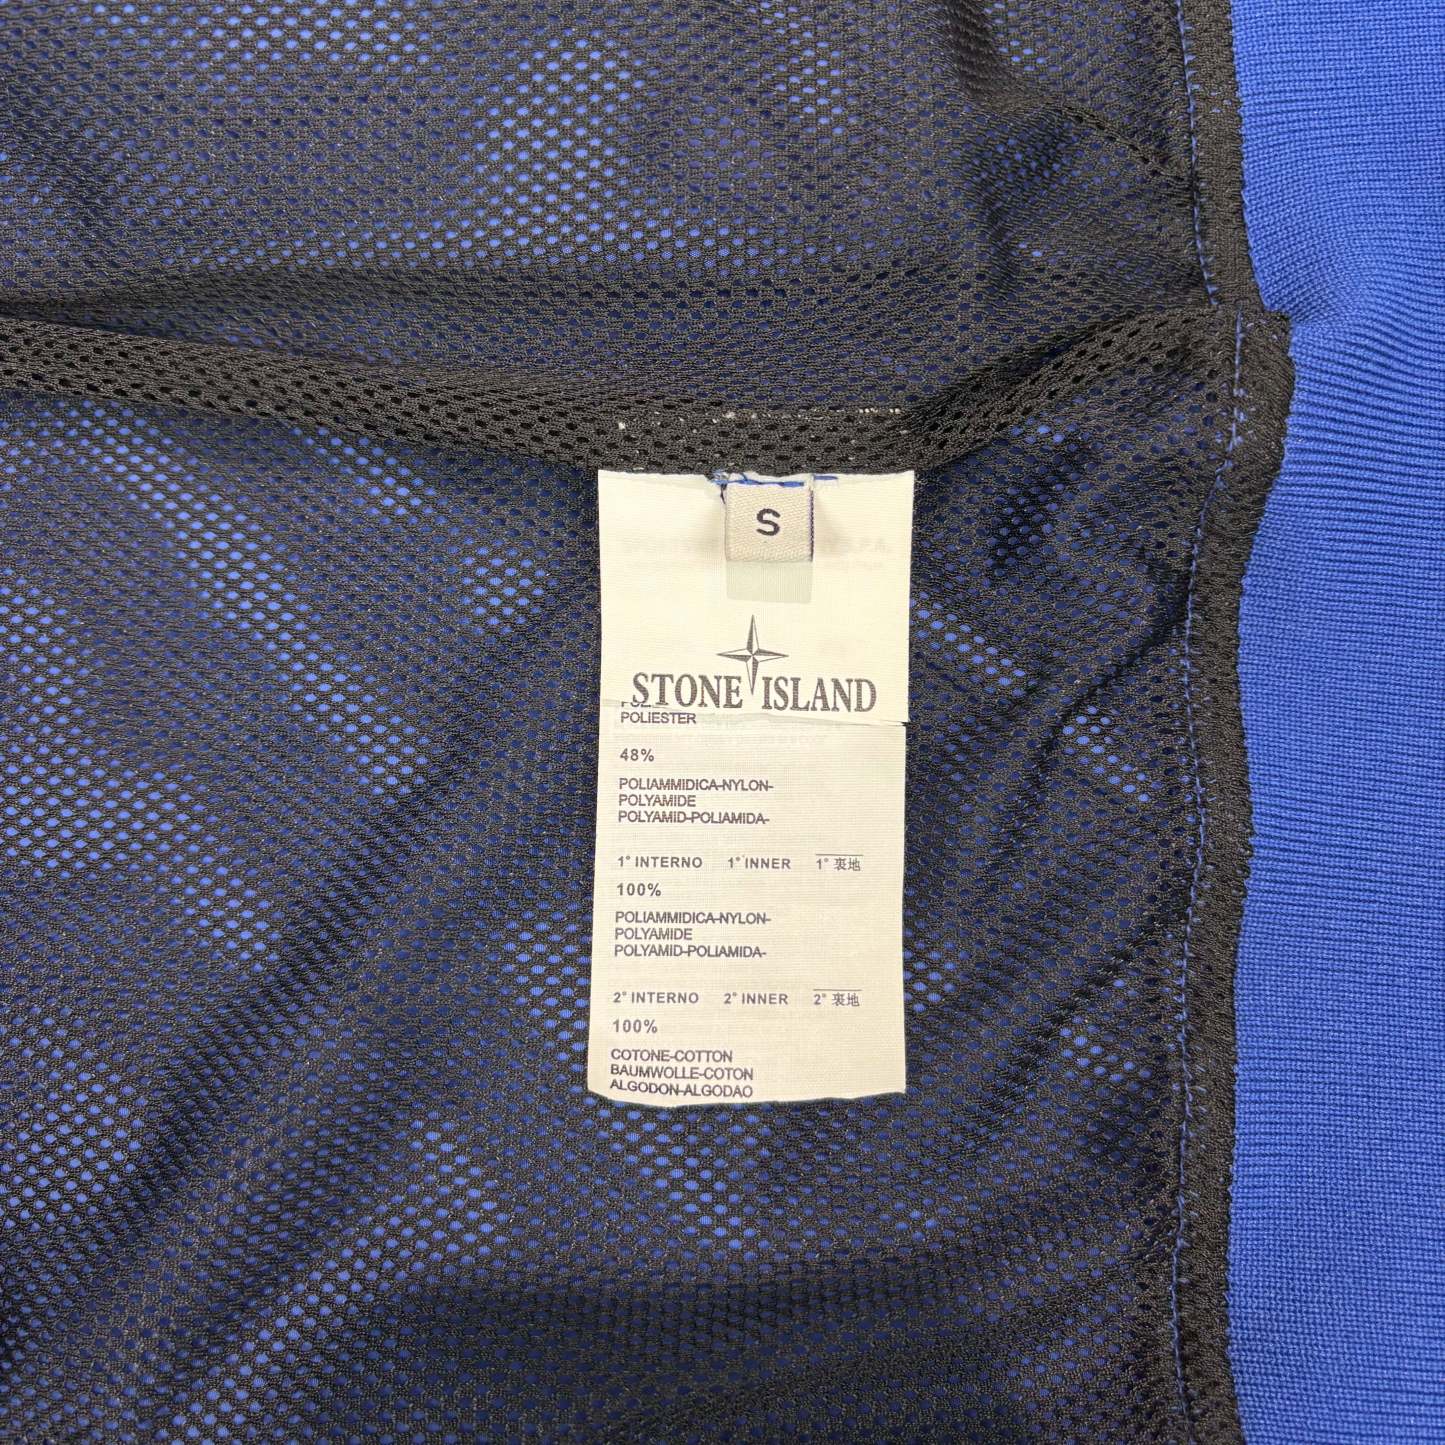 S
STONE ISLAND
POLIESTER
48%
POLIAMMIDICA-NYLON-
POLYAMIDE
POLYAMID-POLIAMIDA-
1° INTERNO 1° INNER 1° 裏地
100%
POLIAMMIDICA-NYLON-
POLYAMIDE
POLYAMID-POLIAMIDA-
2° INTERNO 2° INNER 2° 裏地
100%
COTONE-COTTON
BAUMWOLLE-COTON
ALGODON-ALGODAO